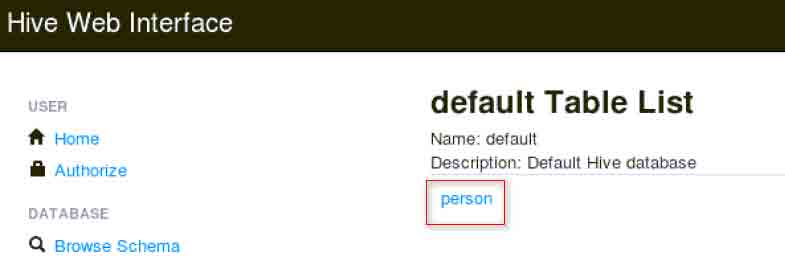 Hive Web Interface
USER
Home
Authorize
DATABASE
Browse Schema
default Table List
Name: default
Description: Default Hive database
person